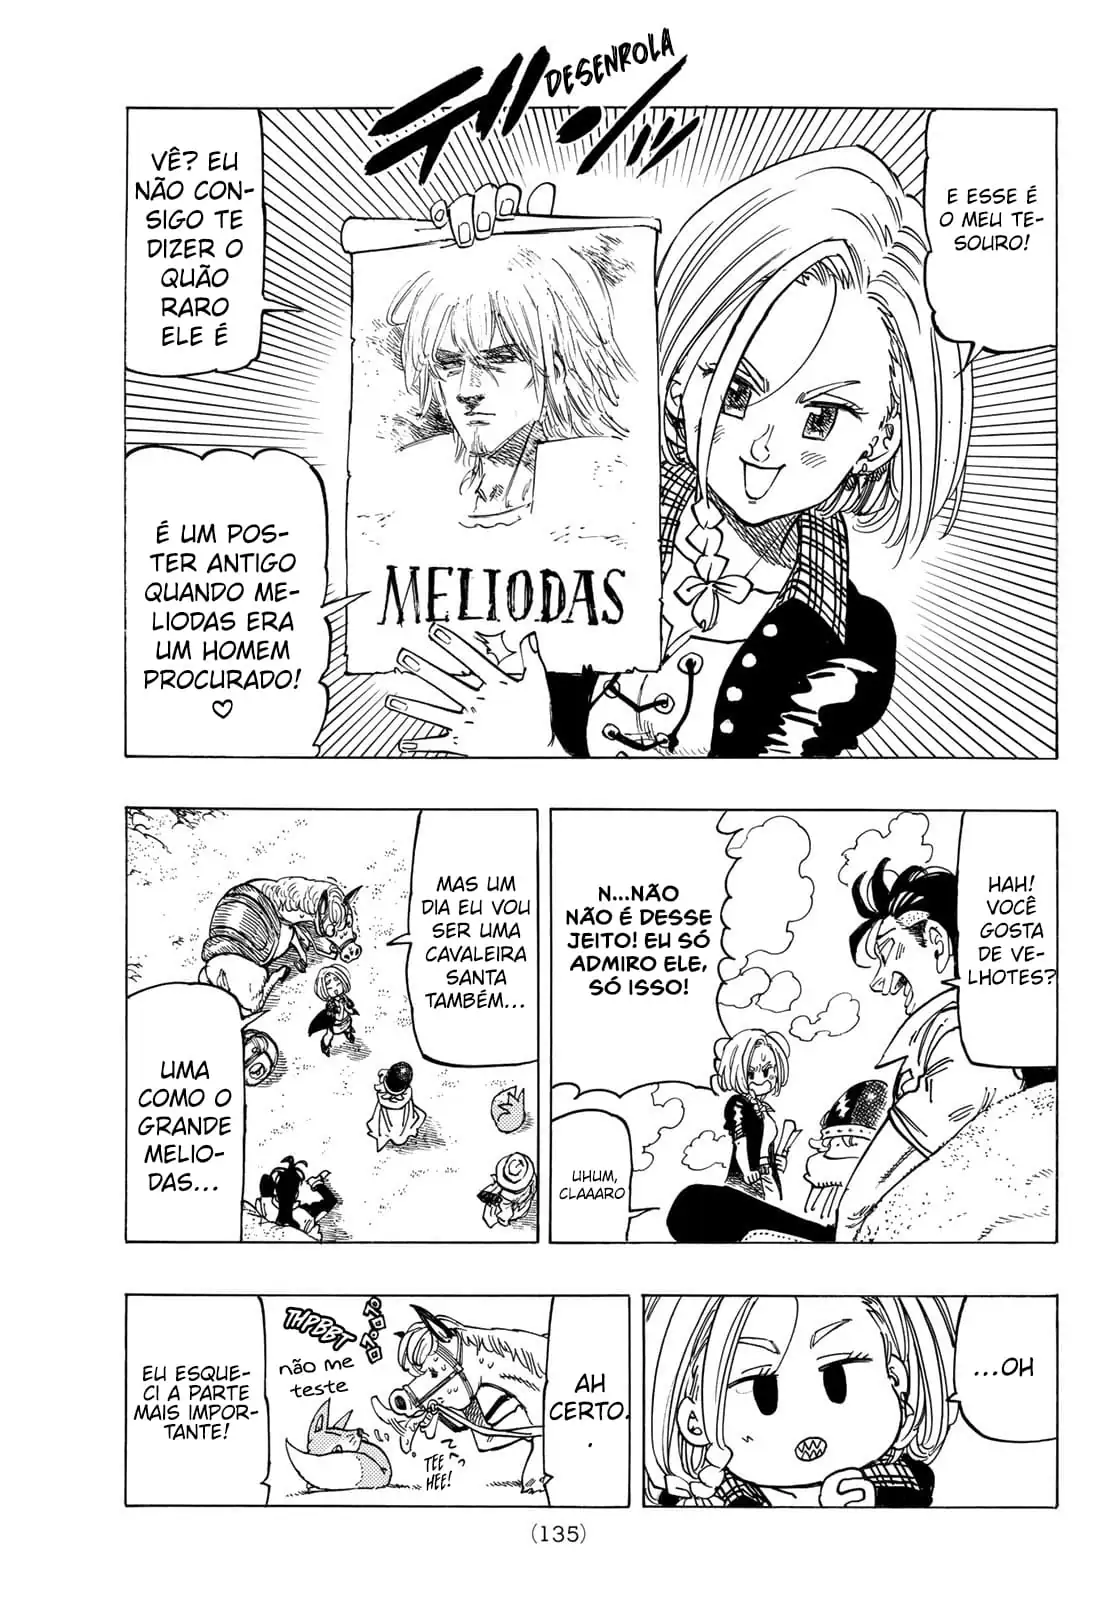 デデーン!!
DESENROLA
E ESSE É
O MEU TE-
SOURO!
VÊ? EU
NÃO CON-
SIGO TE
DIZER O
QUÃO
RARO
ELE É
É UM POS-
TER ANTIGO
QUANDO ME-
LIODAS ERA
UM HOMEM
PROCURADO!
♡
MELIODAS
HAH!
VOCÊ
GOSTA
DE VE-
LHOTES?
N...NÃO
NÃO É DESSE
JEITO! EU SÓ
ADMIRO ELE,
SÓ ISSO!
UHUM,
CLAAARO
MAS UM
DIA EU VOU
SER UMA
CAVALEIRA
SANTA
TAMBÉM...
UMA
COMO O
GRANDE
MELIO-
DAS...
...OH
AH
CERTO.
.
THPBBT
não me
teste
TEE
HEE!
EU ESQUE-
CI A PARTE
MAIS IMPOR-
TANTE!
(135)